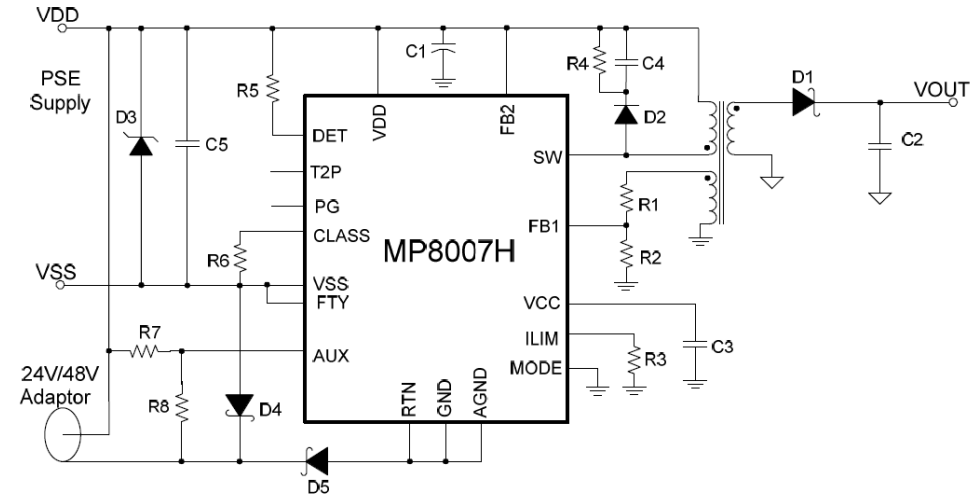 VDD
PSE
Supply
D3
C5
R5
C1
R4
C4
D2
D1
VOUT
C2
DET
VDD
FB2
T2P
SW
PG
CLASS
R6
MP8007H
FB1
R1
R2
VSS
VSS
FTY
VCC
R7
AUX
ILIM
R3
C3
MODE
24V/48V
Adaptor
R8
D4
RTN
GND
AGND
D5